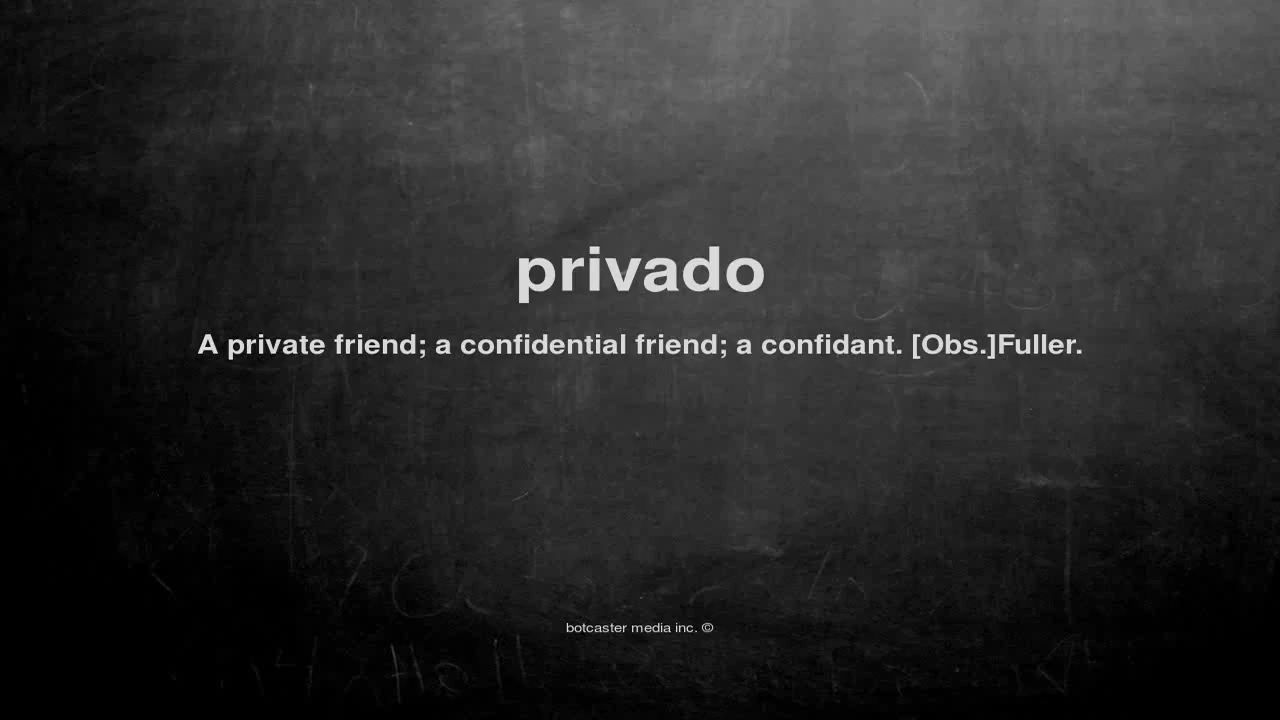 privado
A private friend; a confidential friend; a confidant. [Obs.]Fuller.
botcaster media inc. ©